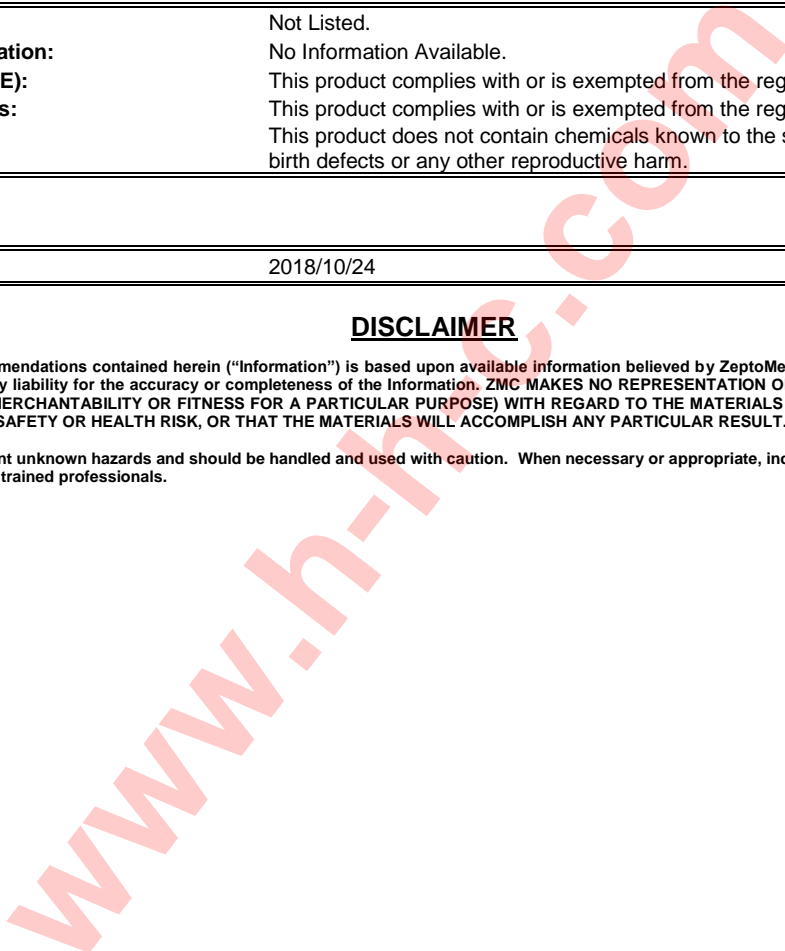 Not Listed.
ation: No Information Available.
E): This product complies with or is exempted from the reg
s: This product complies with or is exempted from the reg
This product does not contain chemicals known to the s
birth defects or any other reproductive harm.
2018/10/24
DISCLAIMER
mendations contained herein (“Information”) is based upon available information believed by ZeptoMe
y liability for the accuracy or completeness of the Information. ZMC MAKES NO REPRESENTATION O
MERCHANTABILITY OR FITNESS FOR A PARTICULAR PURPOSE) WITH REGARD TO THE MATERIALS
SAFETY OR HEALTH RISK, OR THAT THE MATERIALS WILL ACCOMPLISH ANY PARTICULAR RESULT.
nt unknown hazards and should be handled and used with caution. When necessary or appropriate, inc
trained professionals.
www.h-h-c.com